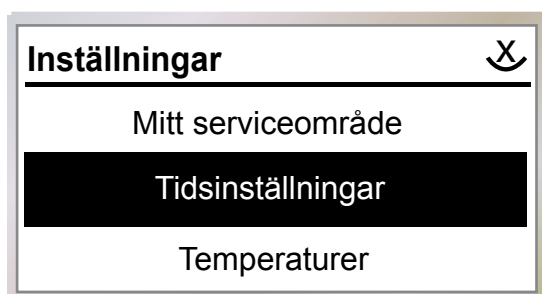 Inställningar
Mitt serviceområde
Tidsinställningar
Temperaturer